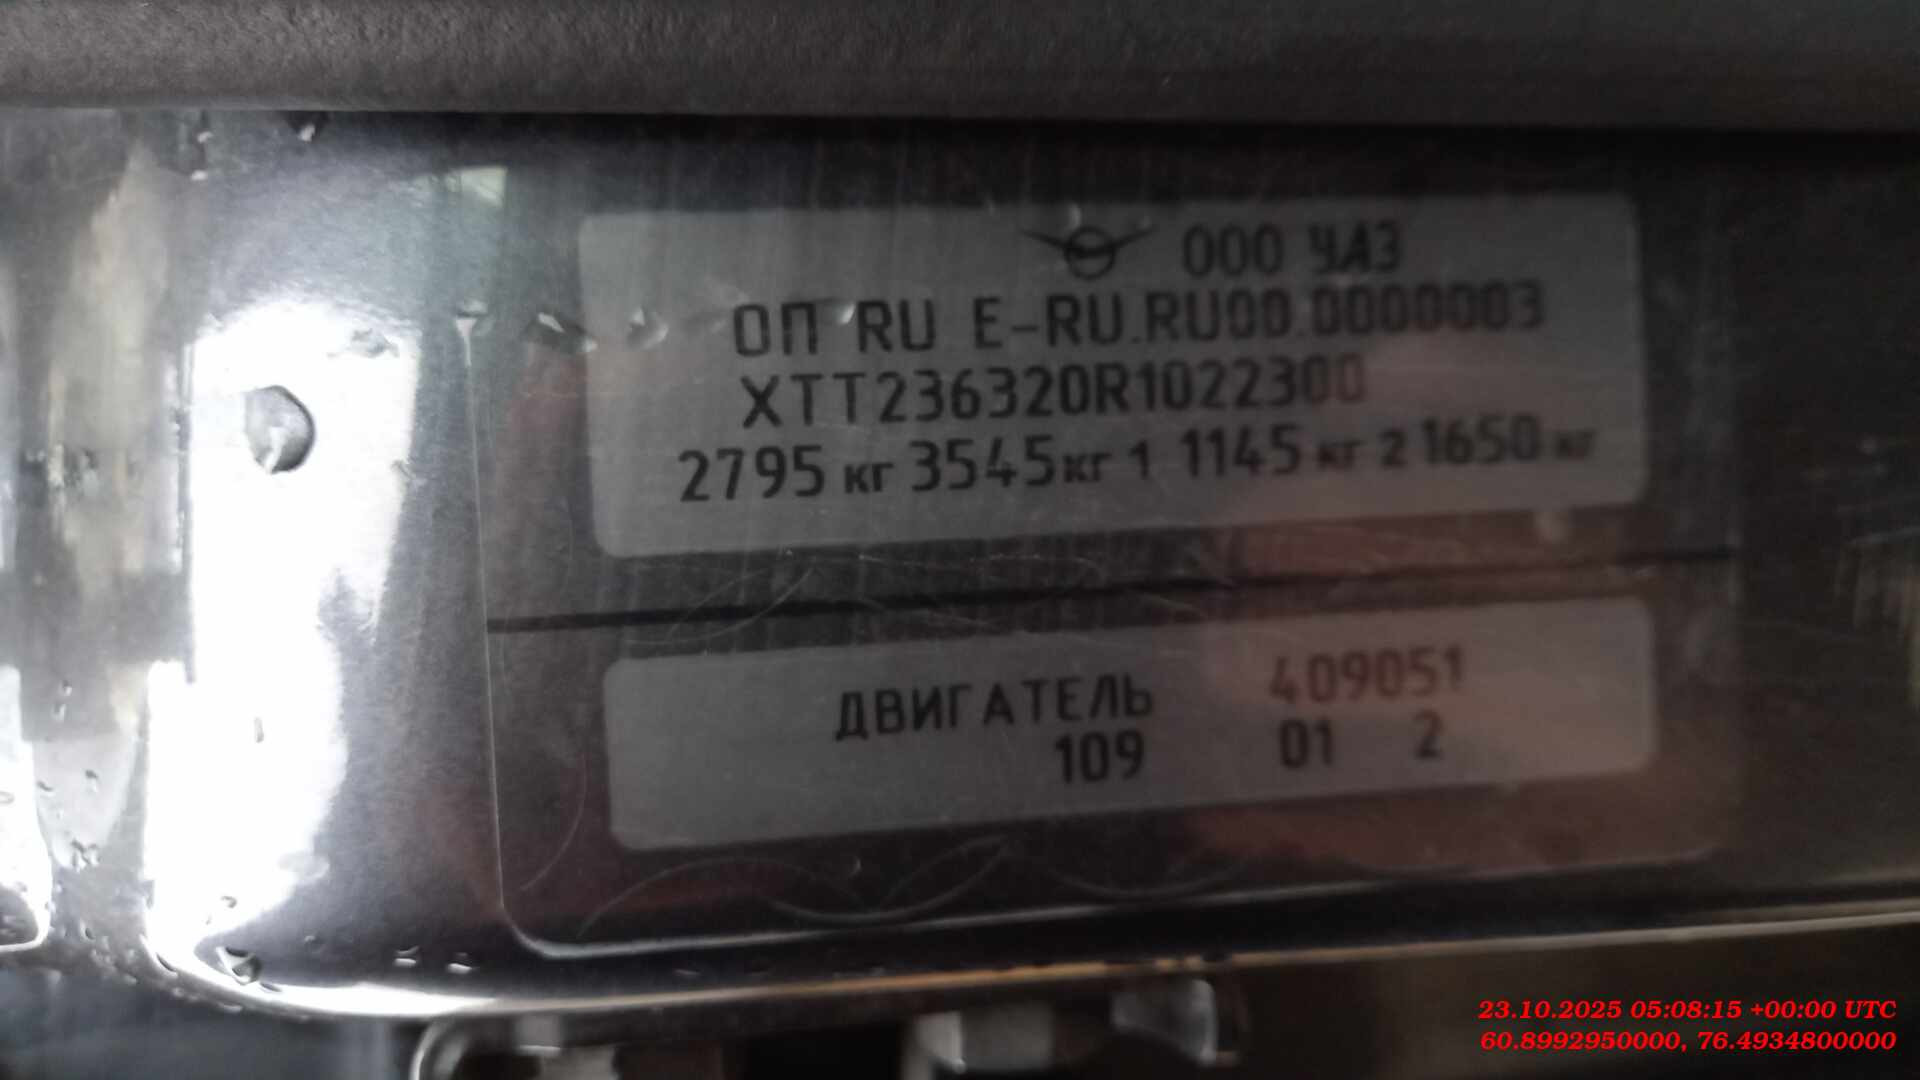 ООО УАЗ
ОП RU E-RU.RU00.0000003
XTT236320R1022300
2795 кг 3545 кг 1 1145 кг 2 1650 кг
ДВИГАТЕЛЬ 409051
109 01 2
23.10.2025 05:08:15 +00:00 UTC
60.8992950000, 76.4934800000